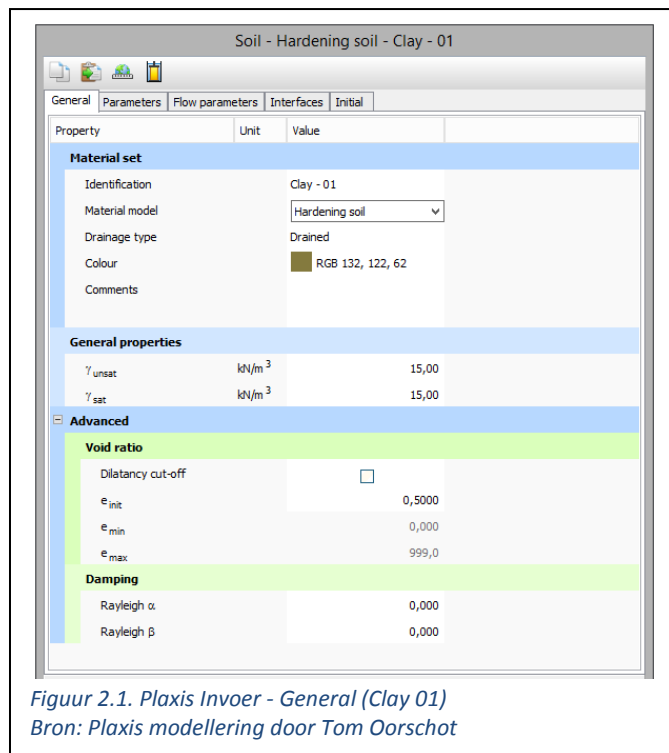 Soil - Hardening soil - Clay - 01
General Parameters Flow parameters Interfaces Initial
Property Unit Value
Material set
Identification Clay - 01
Material model Hardening soil
Drainage type Drained
Colour RGB 132, 122, 62
Comments
General properties
γ unsat kN/m 3 15,00
γ sat kN/m 3 15,00
Advanced
Void ratio
Dilatancy cut-off
e init 0,5000
e min 0,000
e max 999,0
Damping
Rayleigh α 0,000
Rayleigh β 0,000
Figuur 2.1. Plaxis Invoer - General (Clay 01)
Bron: Plaxis modellering door Tom Oorschot